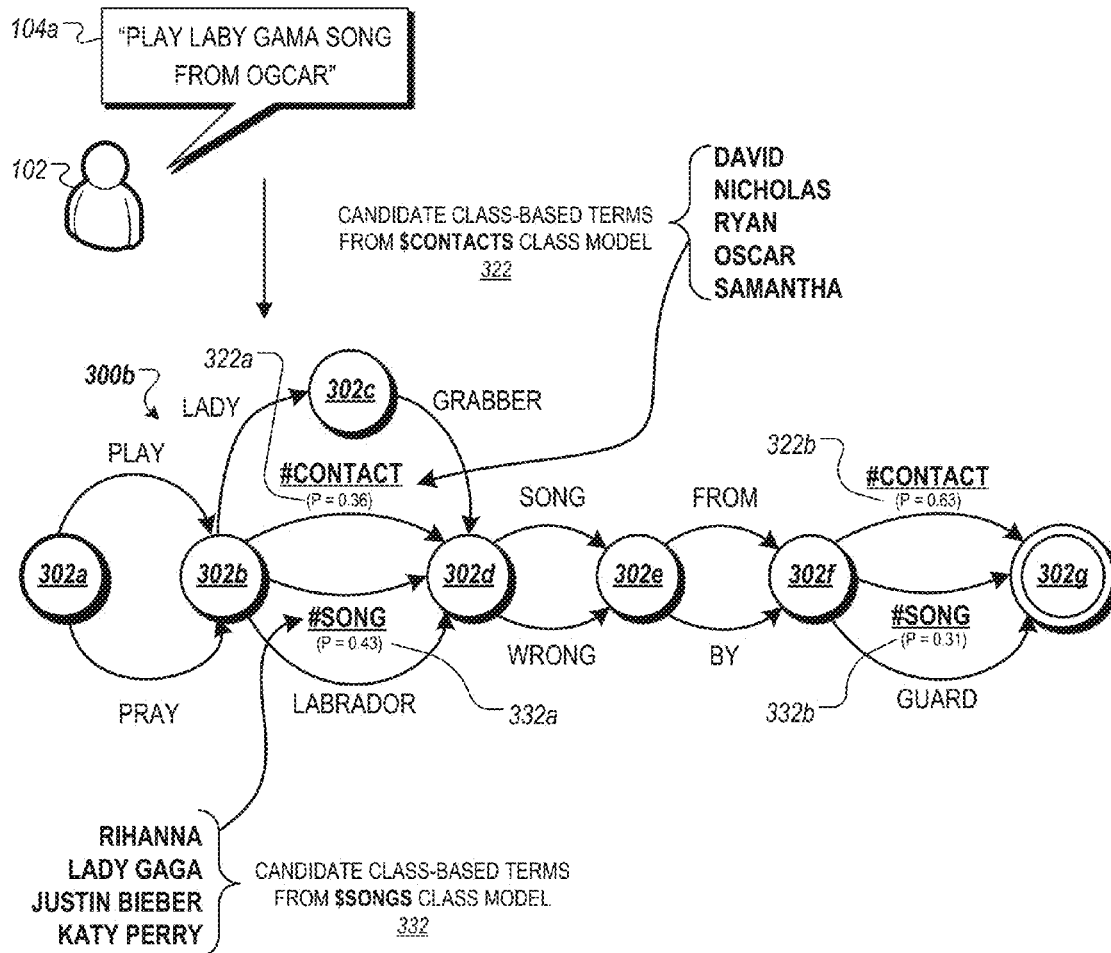 104a
"PLAY LABY GAMA SONG
FROM OGCAR"
102
CANDIDATE CLASS-BASED TERMS
FROM $CONTACTS CLASS MODEL
322
DAVID
NICHOLAS
RYAN
OSCAR
SAMANTHA
322a
300b
LADY
302c
GRABBER
PLAY
#CONTACT
(P = 0.36)
SONG
FROM
322b
#CONTACT
(P = 0.63)
302a
302b
302d
302e
302f
302g
#SONG
(P = 0.43)
WRONG
BY
#SONG
(P = 0.31)
PRAY
LABRADOR
332a
332b
GUARD
RIHANNA
LADY GAGA
JUSTIN BIEBER
KATY PERRY
CANDIDATE CLASS-BASED TERMS
FROM $SONGS CLASS MODEL
332